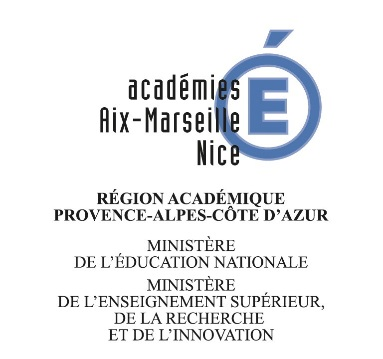 académies
Aix-Marseille
Nice
É
RÉGION ACADÉMIQUE
PROVENCE-ALPES-CÔTE D’AZUR
MINISTÈRE
DE L’ÉDUCATION NATIONALE
MINISTÈRE
DE L’ENSEIGNEMENT SUPÉRIEUR,
DE LA RECHERCHE
ET DE L’INNOVATION